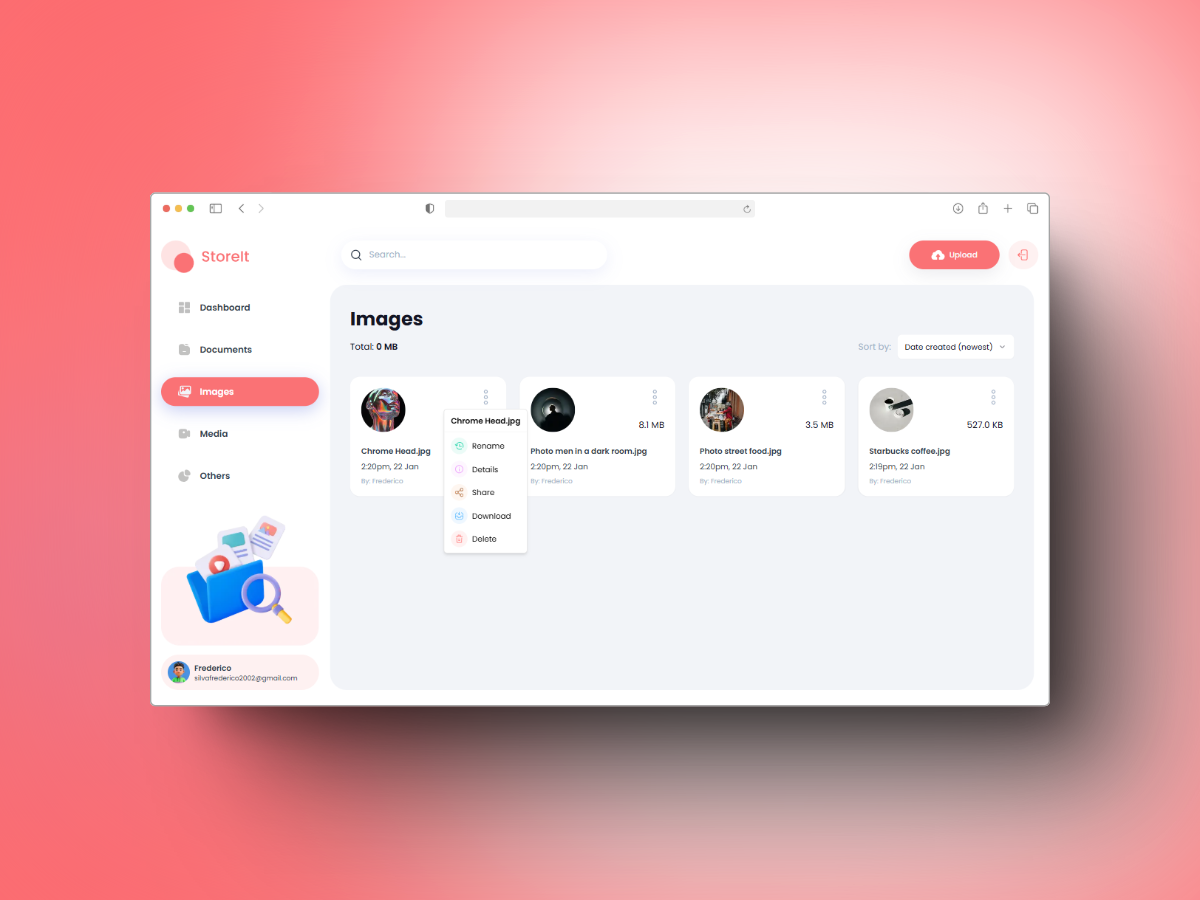 StoreIt
Search...
Upload
Dashboard
Documents
Images
Media
Others
Frederico
silvafrederico2002@gmail.com
Images
Total: 0 MB
Sort by: Date created (newest)
Chrome Head.jpg
2:20pm, 22 Jan
By: Frederico
Chrome Head.jpg
Rename
Details
Share
Download
Delete
8.1 MB
Photo men in a dark room.jpg
2:20pm, 22 Jan
By: Frederico
3.5 MB
Photo street food.jpg
2:20pm, 22 Jan
By: Frederico
527.0 KB
Starbucks coffee.jpg
2:19pm, 22 Jan
By: Frederico